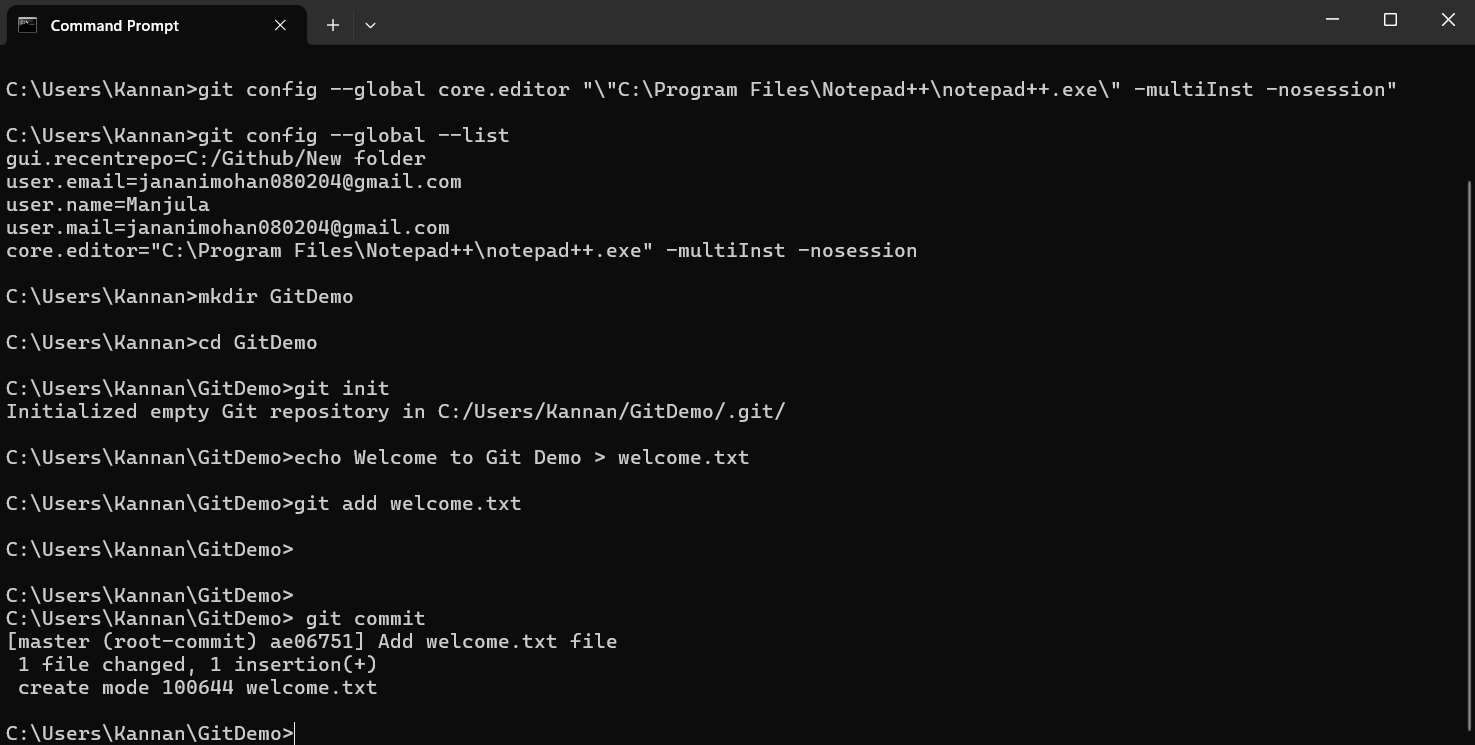 Command Prompt
C:\Users\Kannan>git config --global core.editor "\"C:\Program Files\Notepad++\notepad++.exe\" -multiInst -nosession"
C:\Users\Kannan>git config --global --list
gui.recentrepo=C:/Github/New folder
user.email=jananimohan080204@gmail.com
user.name=Manjula
user.mail=jananimohan080204@gmail.com
core.editor="C:\Program Files\Notepad++\notepad++.exe" -multiInst -nosession
C:\Users\Kannan>mkdir GitDemo
C:\Users\Kannan>cd GitDemo
C:\Users\Kannan\GitDemo>git init
Initialized empty Git repository in C:/Users/Kannan/GitDemo/.git/
C:\Users\Kannan\GitDemo>echo Welcome to Git Demo > welcome.txt
C:\Users\Kannan\GitDemo>git add welcome.txt
C:\Users\Kannan\GitDemo>
C:\Users\Kannan\GitDemo>
C:\Users\Kannan\GitDemo> git commit
[master (root-commit) ae06751] Add welcome.txt file
 1 file changed, 1 insertion(+)
 create mode 100644 welcome.txt
C:\Users\Kannan\GitDemo>